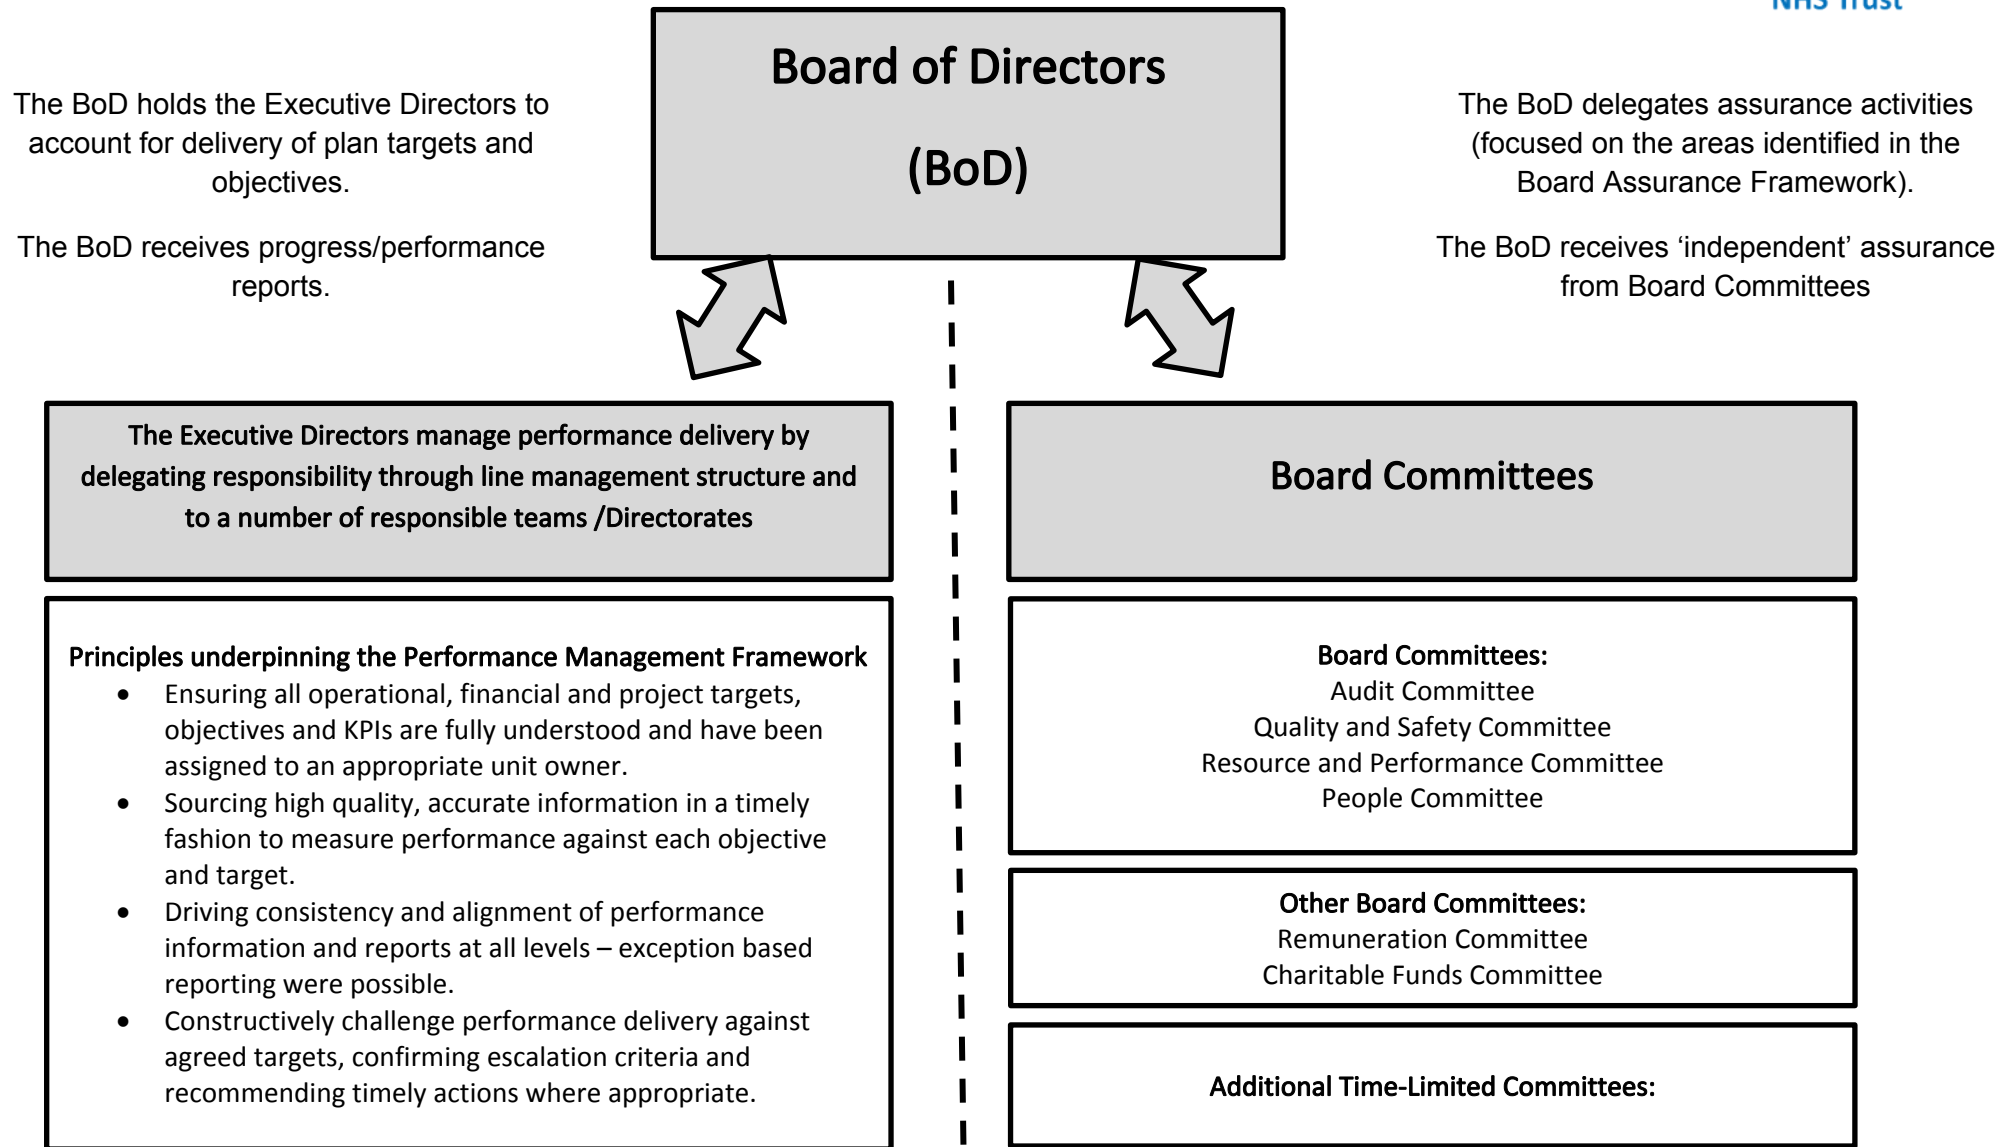 NHS Trust
Board of Directors
(BoD)
The BoD holds the Executive Directors to
account for delivery of plan targets and
objectives.
The BoD receives progress/performance
reports.
The BoD delegates assurance activities
(focused on the areas identified in the
Board Assurance Framework).
The BoD receives ‘independent’ assurance
from Board Committees
The Executive Directors manage performance delivery by
delegating responsibility through line management structure and
to a number of responsible teams /Directorates
Principles underpinning the Performance Management Framework
• Ensuring all operational, financial and project targets,
objectives and KPIs are fully understood and have been
assigned to an appropriate unit owner.
• Sourcing high quality, accurate information in a timely
fashion to measure performance against each objective
and target.
• Driving consistency and alignment of performance
information and reports at all levels – exception based
reporting were possible.
• Constructively challenge performance delivery against
agreed targets, confirming escalation criteria and
recommending timely actions where appropriate.
Board Committees
Board Committees:
Audit Committee
Quality and Safety Committee
Resource and Performance Committee
People Committee
Other Board Committees:
Remuneration Committee
Charitable Funds Committee
Additional Time-Limited Committees: